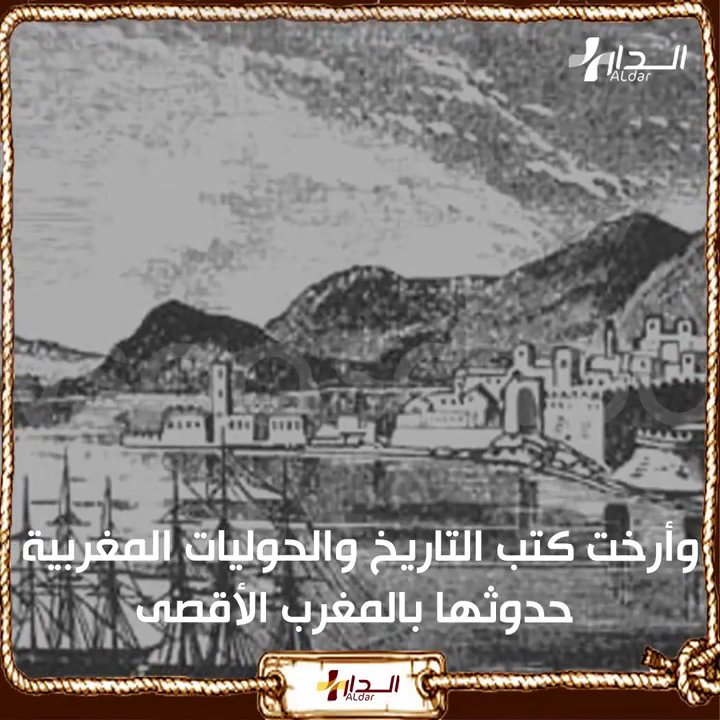 الدار
ALdar
وأرخت كتب التاريخ والحوليات المغربية
حدوثها بالمغرب الأقصى
الدار
ALdar